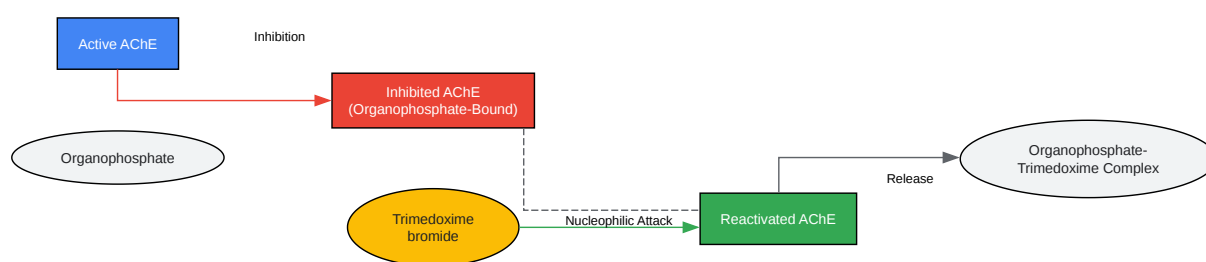 Active AChE
Inhibition
Inhibited AChE
(Organophosphate-Bound)
Organophosphate
Organophosphate-
Trimedoxime Complex
Release
Trimedoxime
bromide
Nucleophilic Attack
Reactivated AChE